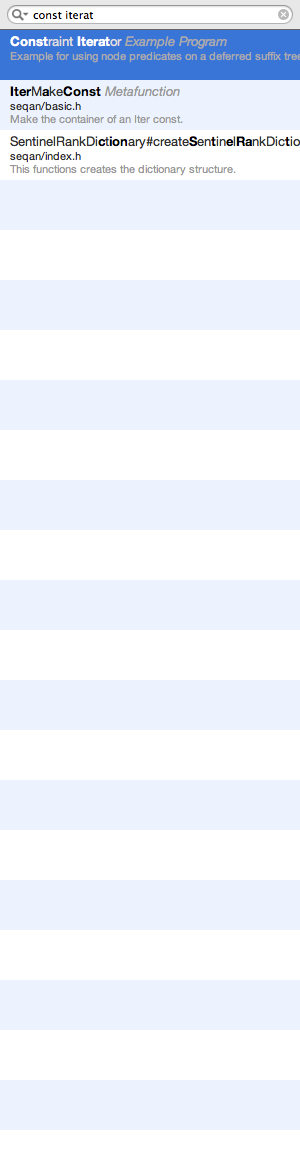 const iterat
Constraint Iterator Example Program
Example for using node predicates on a deferred suffix tree
IterMakeConst Metafunction
seqan/basic.h
Make the container of an Iter const.
SentinelRankDictionary#createSentinelRankDictio
seqan/index.h
This functions creates the dictionary structure.